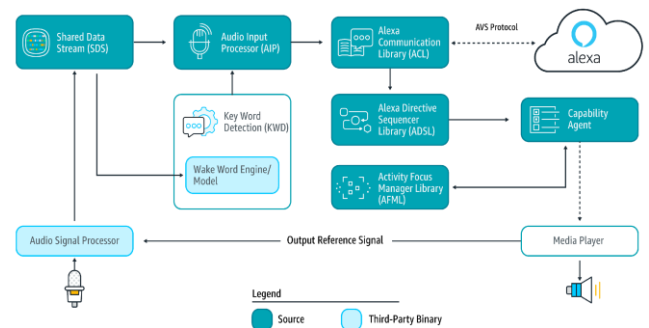 Shared Data
Stream (SDS)
Audio Input
Processor (AIP)
Alexa
Communication
Library (ACL)
AVS Protocol
alexa
Key Word
Detection (KWD)
Wake Word Engine/
Model
Alexa Directive
Sequencer
Library (ADSL)
Capability
Agent
Activity Focus
Manager Library
(AFML)
Audio Signal Processor
Output Reference Signal
Media Player
Legend
Source
Third-Party Binary